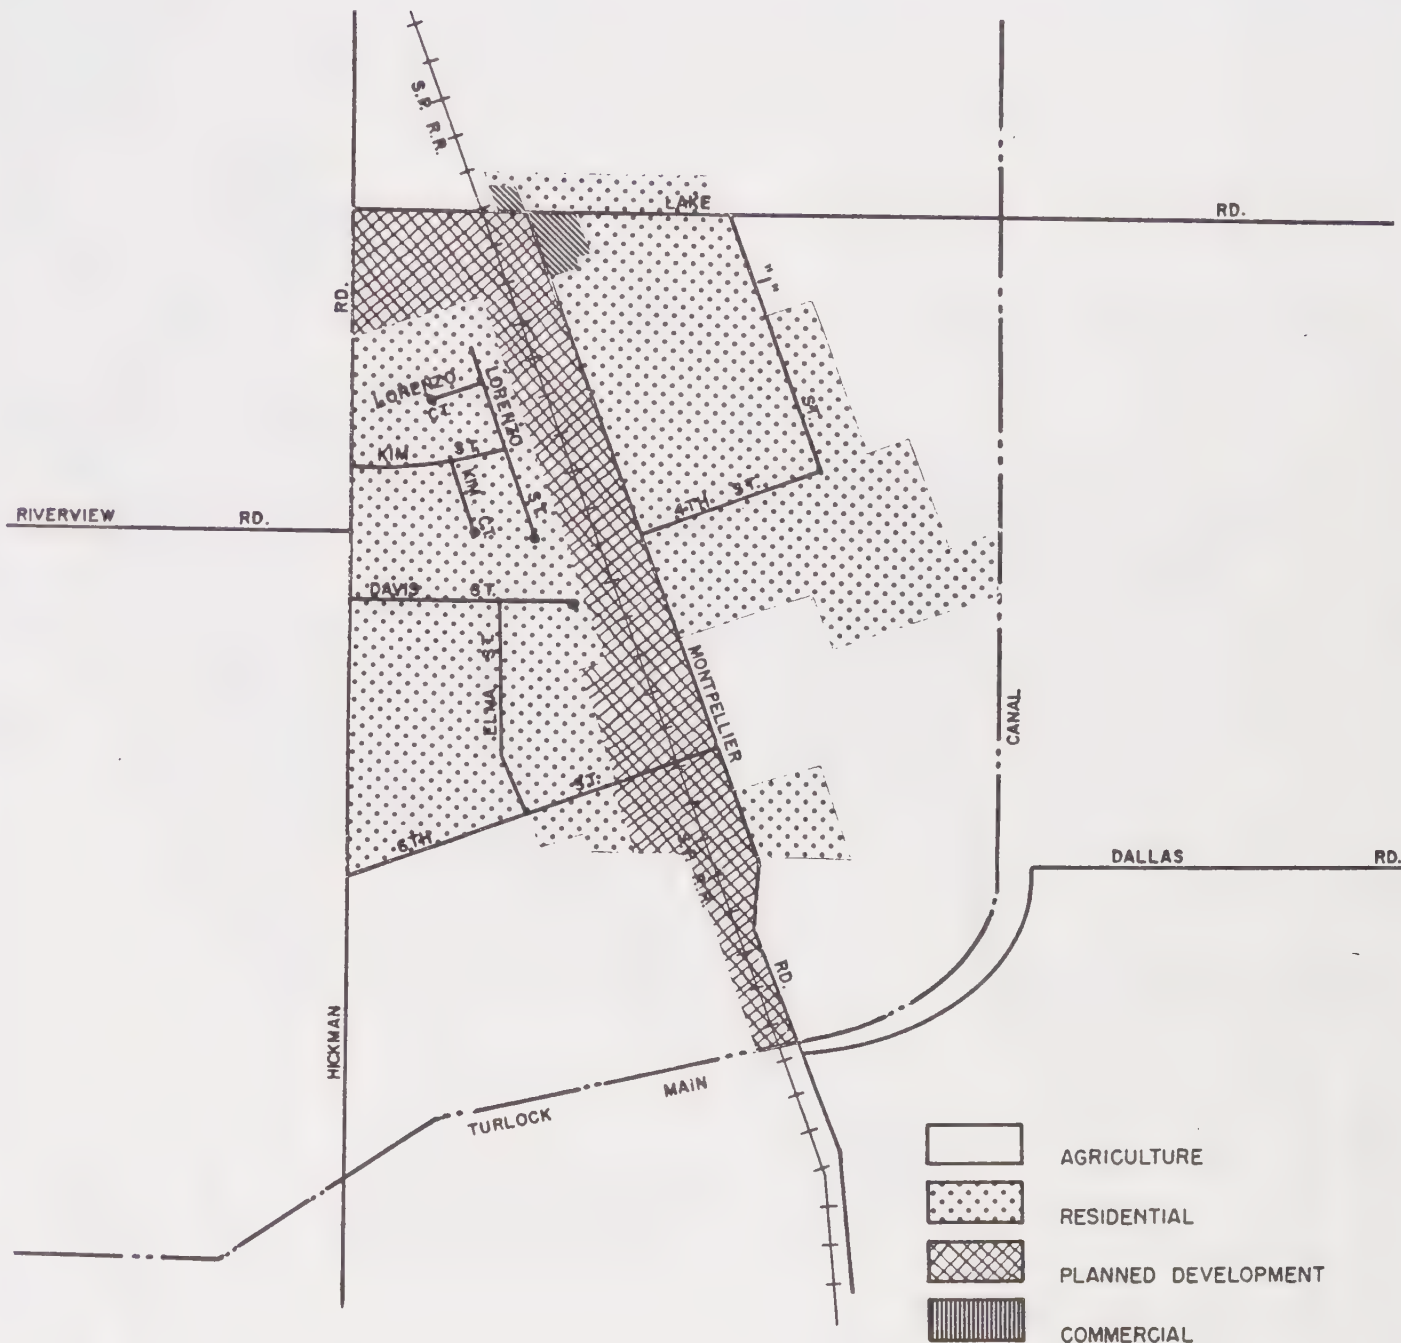 S.P. R.R.
LAKE RD.
RD.
"I" ST.
LORENZO CT.
LORENZO ST.
KIM ST.
KIM CT.
4TH ST.
RIVERVIEW RD.
DAVIS ST.
ELMA ST.
MONTPELLIER RD.
CANAL
6TH ST.
S.P. R.R.
DALLAS RD.
HICKMAN
TURLOCK MAIN
AGRICULTURE
RESIDENTIAL
PLANNED DEVELOPMENT
COMMERCIAL